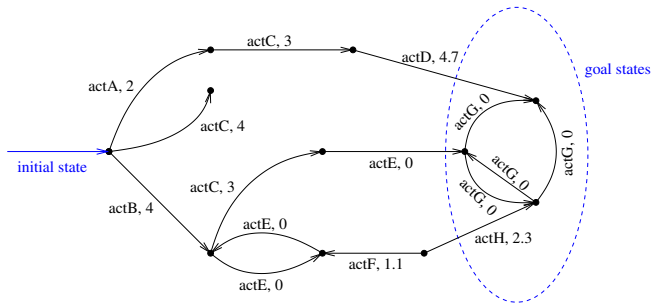 actC, 3
actD, 4.7
goal states
actA, 2
actG, 0
actC, 4
actG, 0
initial state
actE, 0
actG, 0
actC, 3
actB, 4
actG, 0
actE, 0
actH, 2.3
actF, 1.1
actE, 0